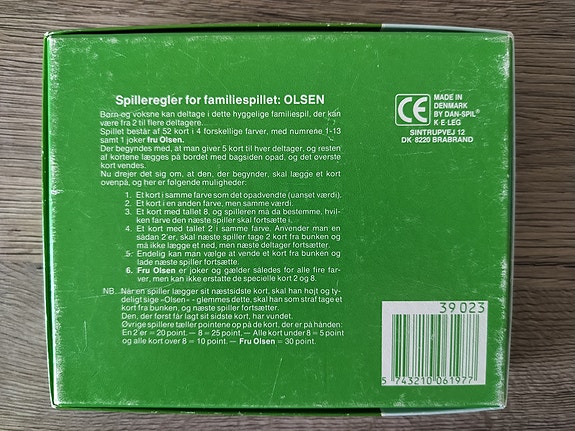 Spilleregler for familiespillet: OLSEN
Børn og voksne kan deltage i dette hyggelige familiespil, der kan
være fra 2 til flere deltagere.
Spillet består af 52 kort i 4 forskellige farver, med numrene 1-13
samt 1 joker fru Olsen.
Der begyndes med, at man giver 5 kort til hver deltager, og resten
af kortene lægges på bordet med bagsiden opad, og det øverste
kort vendes.
Nu drejer det sig om, at den, der begynder, skal lægge et kort
ovenpå, og her er følgende muligheder:
1. Et kort i samme farve som det opadvendte (uanset værdi).
2. Et kort i en anden farve, men samme værdi.
3. Et kort med tallet 8, og spilleren må da bestemme, hvil-
ken farve den næste spiller skal fortsætte i.
4. Et kort med tallet 2 i samme farve. Anvender man en
sådan 2'er, skal næste spiller tage 2 kort fra bunken og
må ikke lægge et ned, men næste deltager fortsætter.
5. Endelig kan man vælge at vende et kort fra bunken og
lade næste spiller fortsætte.
6. Fru Olsen er joker og gælder således for alle fire far-
ver, men kan ikke erstatte de specielle kort 2 og 8.
NB. Når en spiller lægger sit næstsidste kort, skal han højt og ty-
deligt sige »Olsen« - glemmes dette, skal han som straf tage et
kort fra bunken, og næste spiller fortsætter.
Den, der først får lagt sit sidste kort, har vundet.
Øvrige spillere tæller pointene op på de kort, der er på hånden:
En 2'er = 20 point. — 8 = 25 point. — Alle kort under 8 = 5 point
og alle kort over 8 = 10 point. — Fru Olsen = 30 point.
CE
MADE IN
DENMARK
BY DAN-SPIL®
K·E·LEG
SINTRUPVEJ 12
DK·8220 BRABRAND
39 023
5 743210 061977